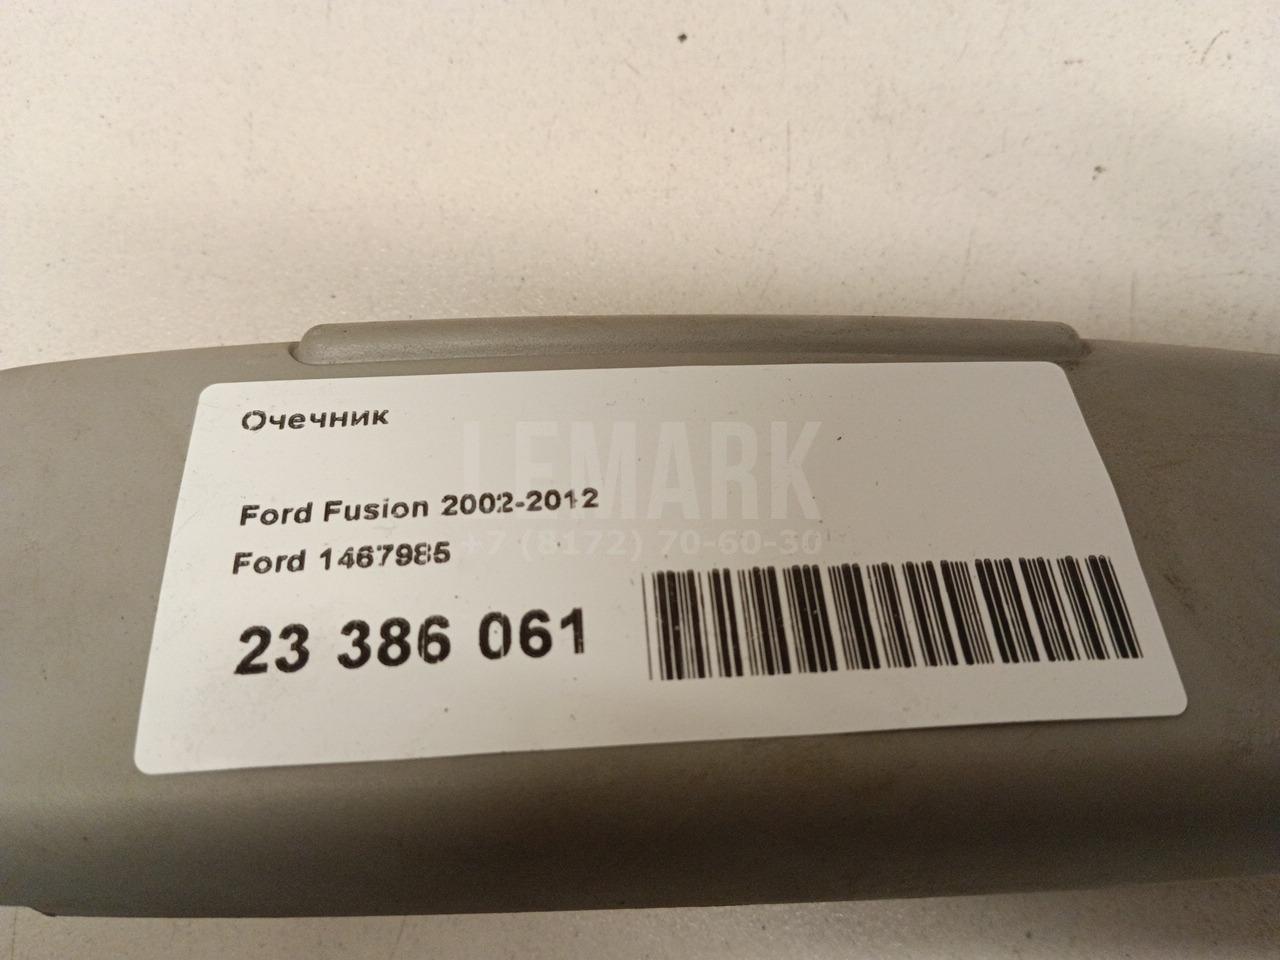 Очечник
LEMARK
Ford Fusion 2002-2012
+7 (8172) 70-60-30
Ford 1467985
23 386 061